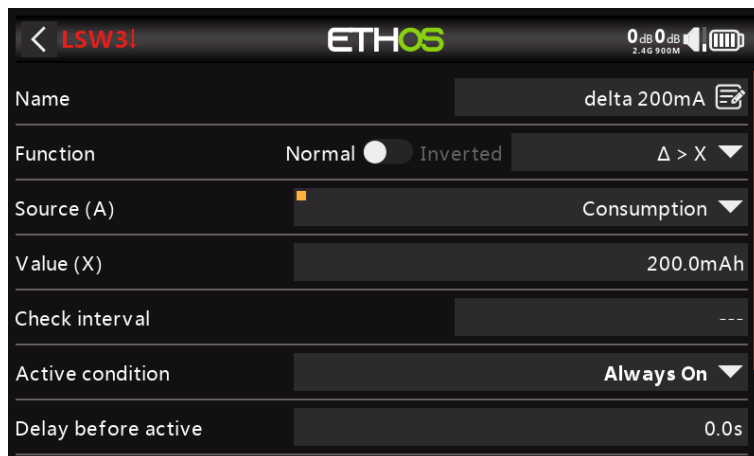 LSW3↓ ETHOS 0dB 0dB
2.4G 900M
Name delta 200mA
Function Normal Inverted Δ > X
Source (A) Consumption
Value (X) 200.0mAh
Check interval ---
Active condition Always On
Delay before active 0.0s